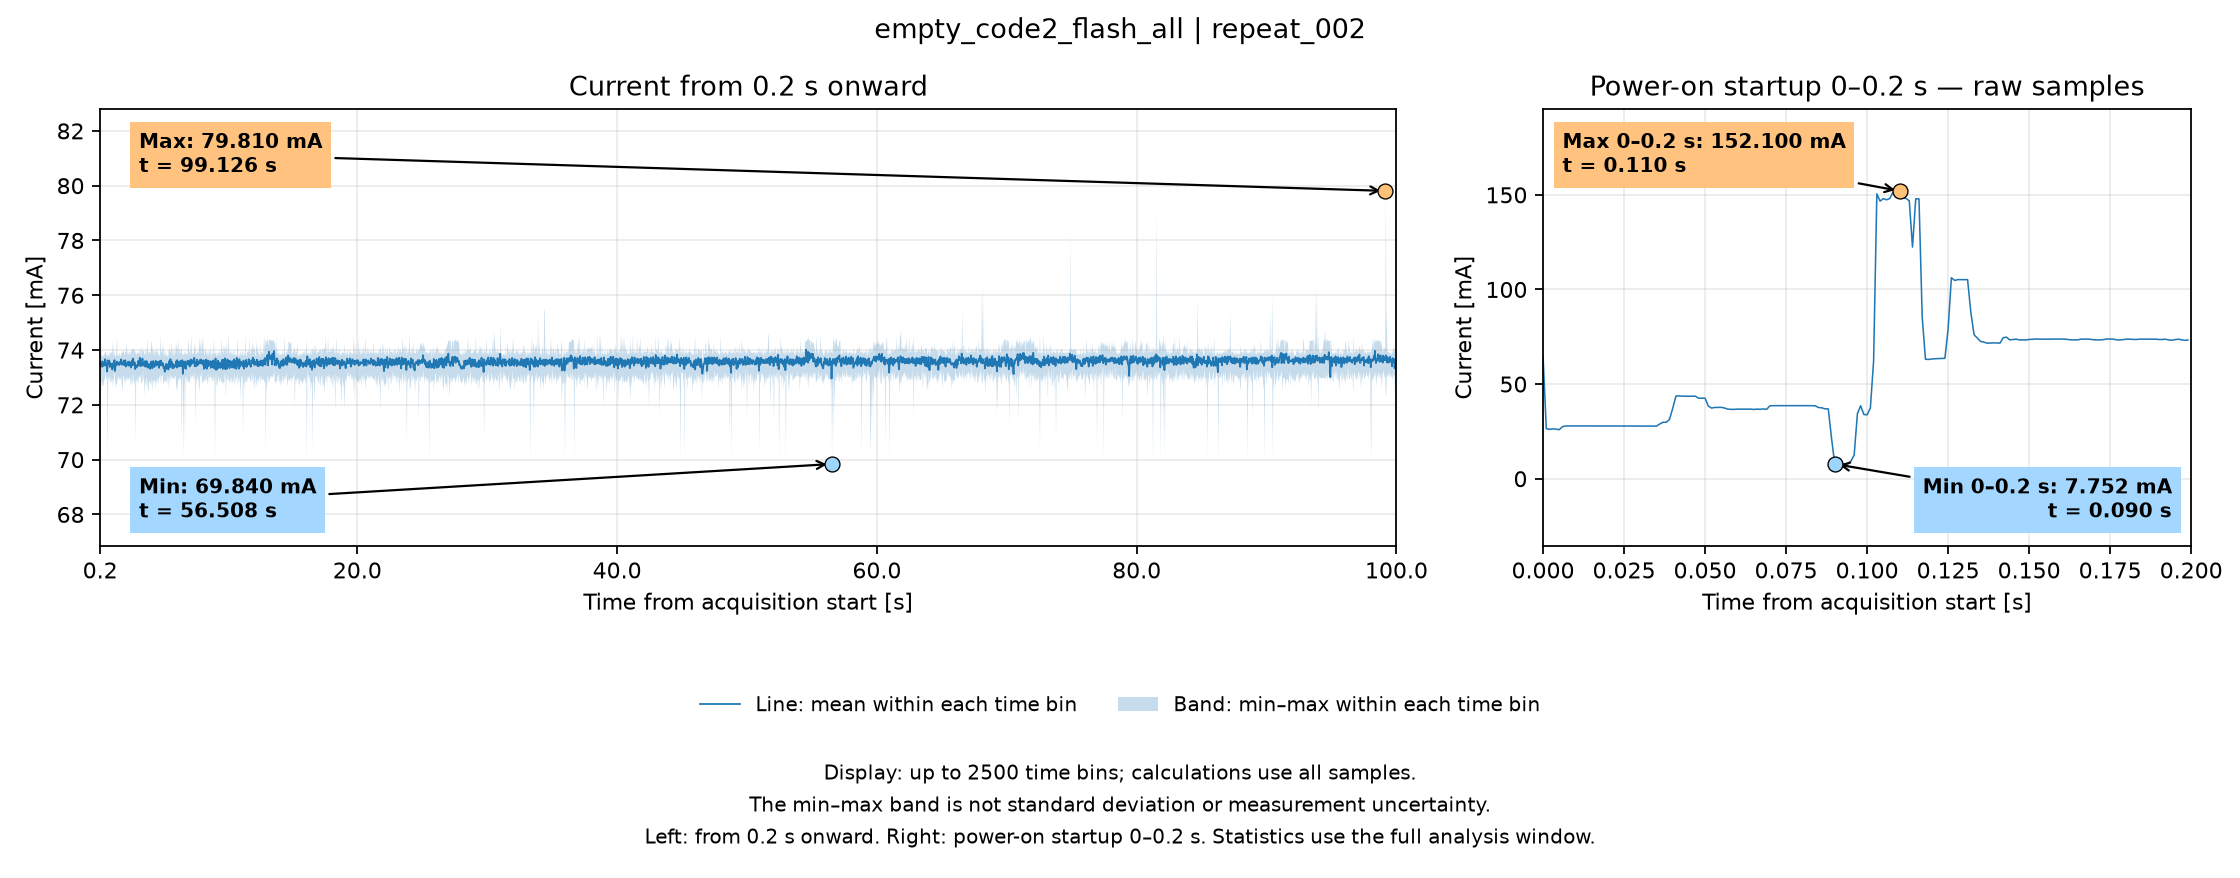 empty_code2_flash_all | repeat_002
Current from 0.2 s onward
Current [mA]
82
80
78
76
74
72
70
68
Max: 79.810 mA
t = 99.126 s
Min: 69.840 mA
t = 56.508 s
0.2 20.0 40.0 60.0 80.0 100.0
Time from acquisition start [s]
Power-on startup 0–0.2 s — raw samples
Current [mA]
150
100
50
0
Max 0–0.2 s: 152.100 mA
t = 0.110 s
Min 0–0.2 s: 7.752 mA
t = 0.090 s
0.000 0.025 0.050 0.075 0.100 0.125 0.150 0.175 0.200
Time from acquisition start [s]
Line: mean within each time bin
Band: min–max within each time bin
Display: up to 2500 time bins; calculations use all samples.
The min–max band is not standard deviation or measurement uncertainty.
Left: from 0.2 s onward. Right: power-on startup 0–0.2 s. Statistics use the full analysis window.